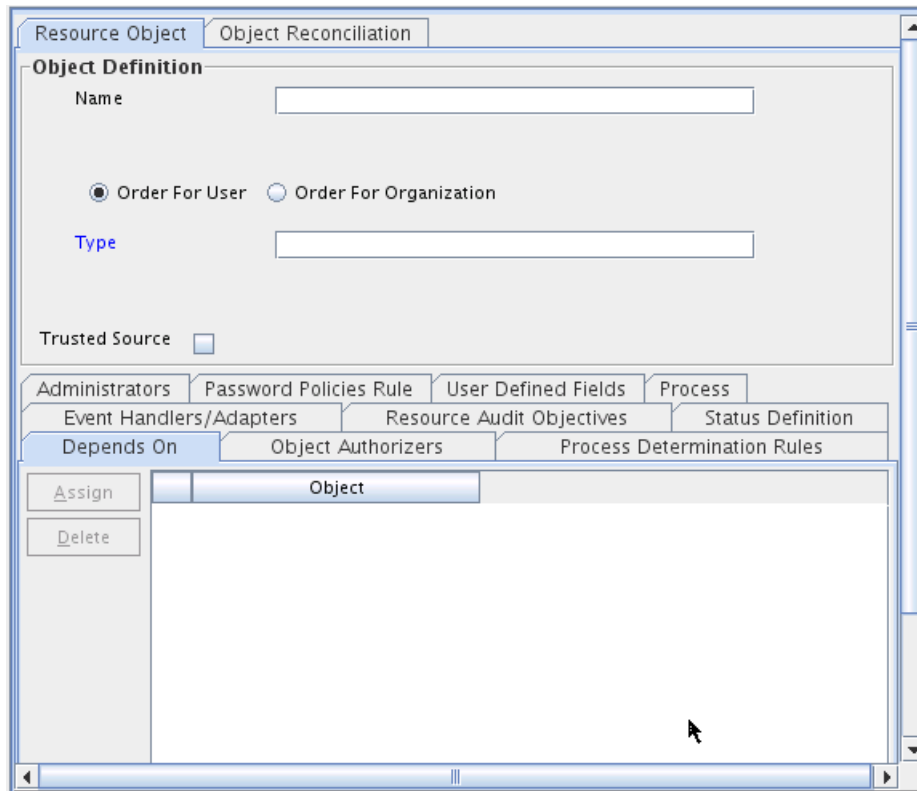 Resource Object Object Reconciliation
Object Definition
Name
Order For User Order For Organization
Type
Trusted Source
Administrators Password Policies Rule User Defined Fields Process
Event Handlers/Adapters Resource Audit Objectives Status Definition
Depends On Object Authorizers Process Determination Rules
Assign Object
Delete